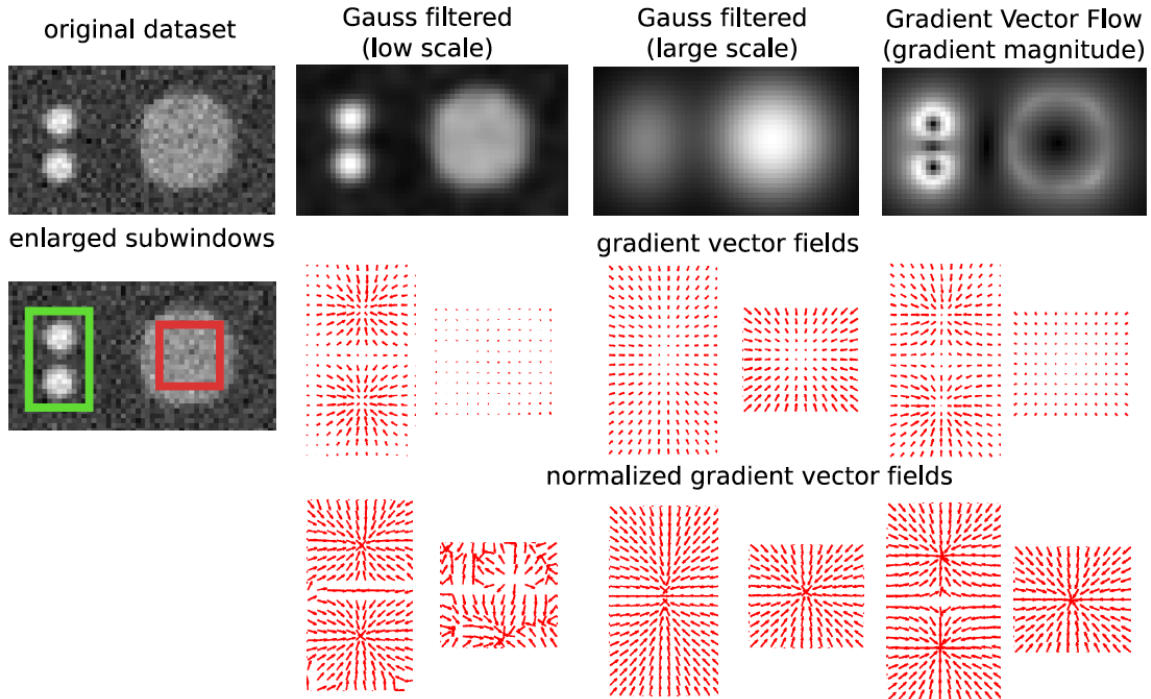 original dataset
Gauss filtered
(low scale)
Gauss filtered
(large scale)
Gradient Vector Flow
(gradient magnitude)
enlarged subwindows
gradient vector fields
normalized gradient vector fields